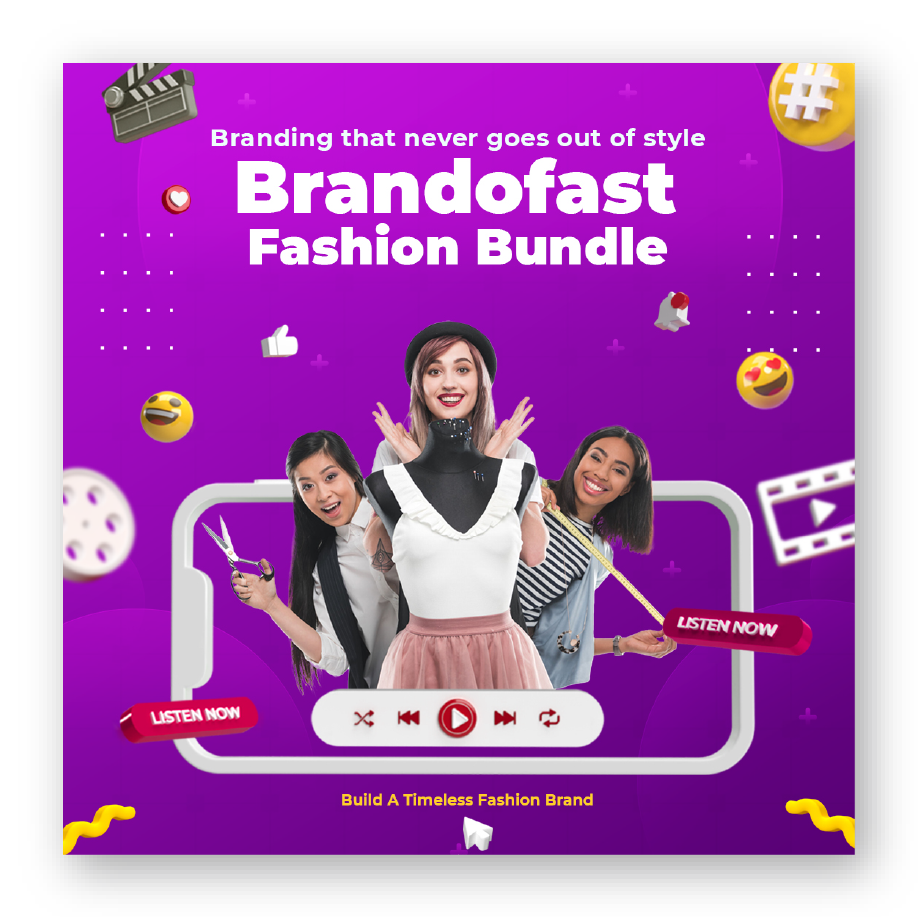 #
Branding that never goes out of style
Brandofast
Fashion Bundle
LISTEN NOW
LISTEN NOW
Build A Timeless Fashion Brand